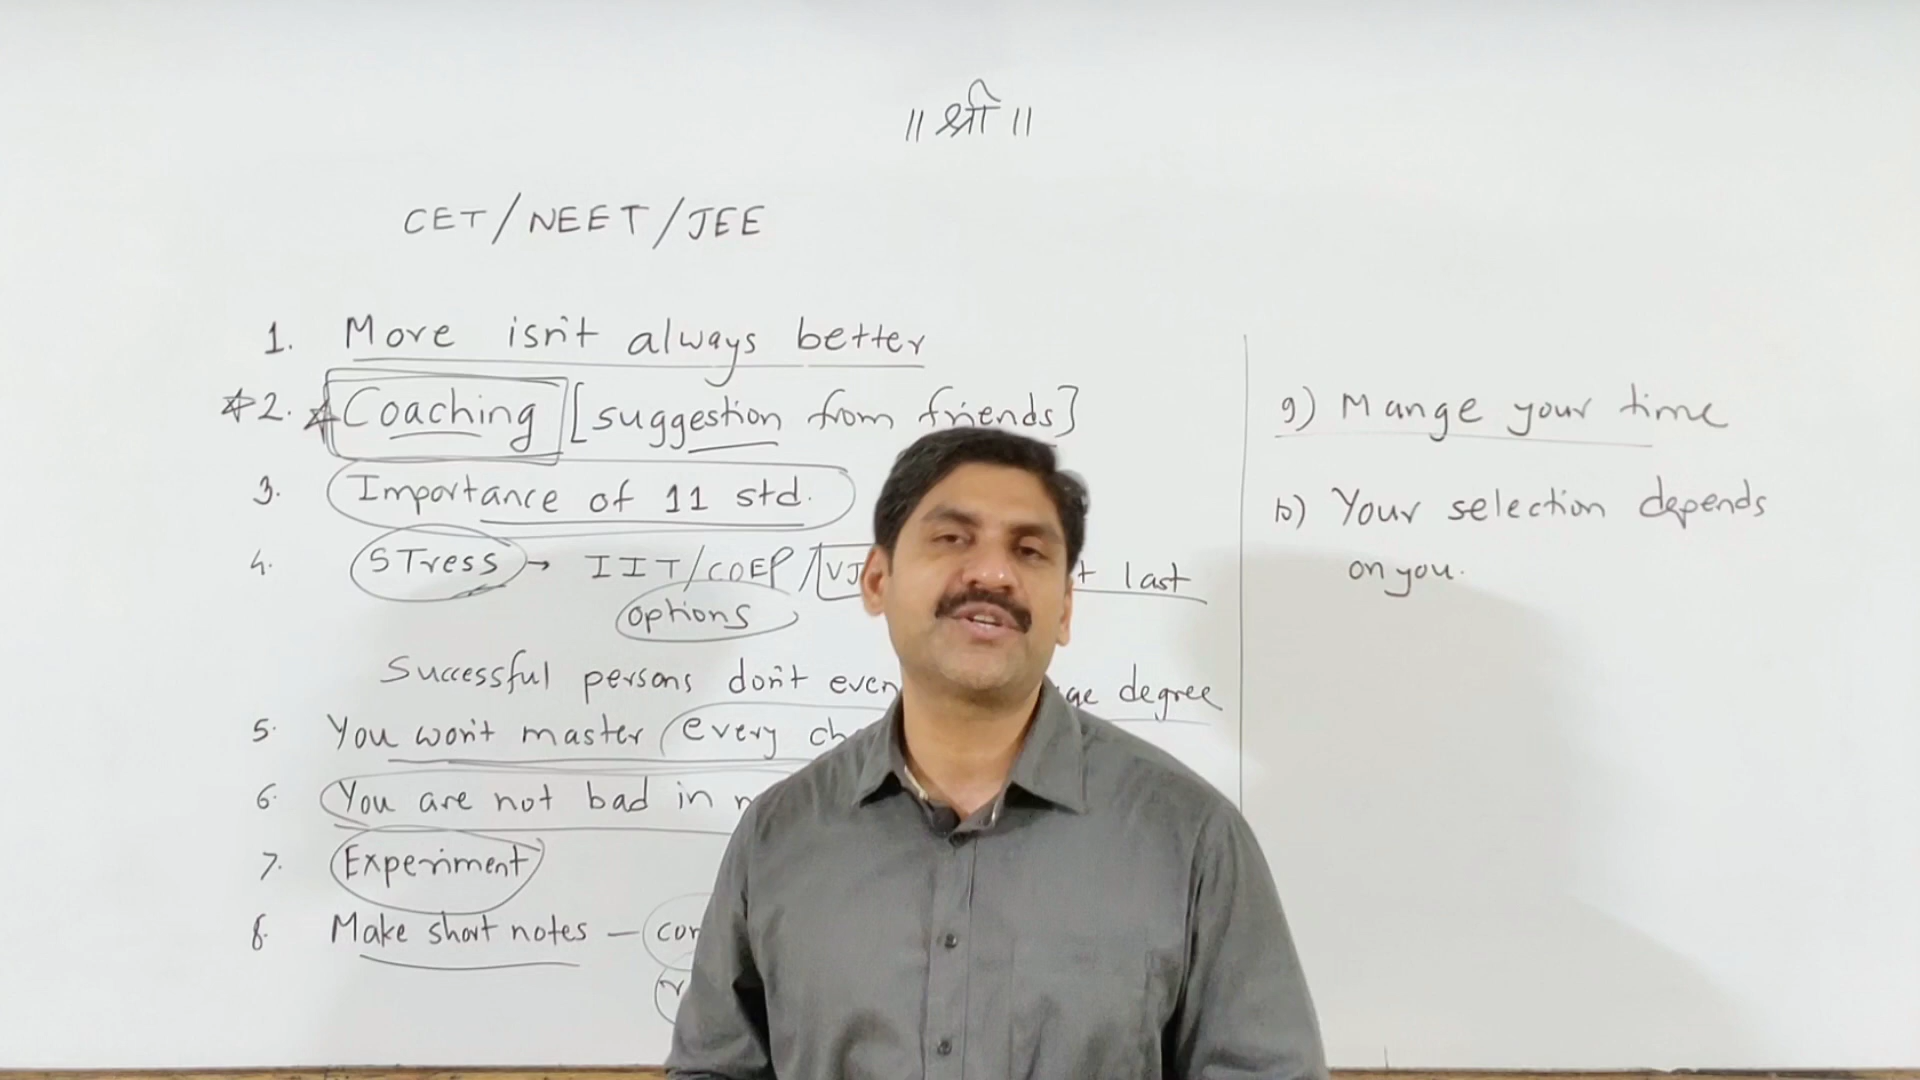 ॥ श्री ॥
CET/NEET/JEE
1. More isn't always better
2. Coaching [suggestion from friends]
3. Importance of 11 std.
4. STress → IIT/COEP/VJ last
options
Successful persons don't even degree
5. You won't master every
6. You are not bad in
7. Experiment
8. Make short notes —
9) Mange your time
10) Your selection depends
on you.